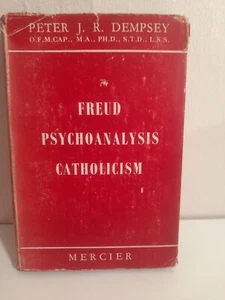 PETER J. R. DEMPSEY
O.F.M.CAP., M.A., PH.D., S.T.D., L.S.S.
FREUD
PSYCHOANALYSIS
CATHOLICISM
MERCIER